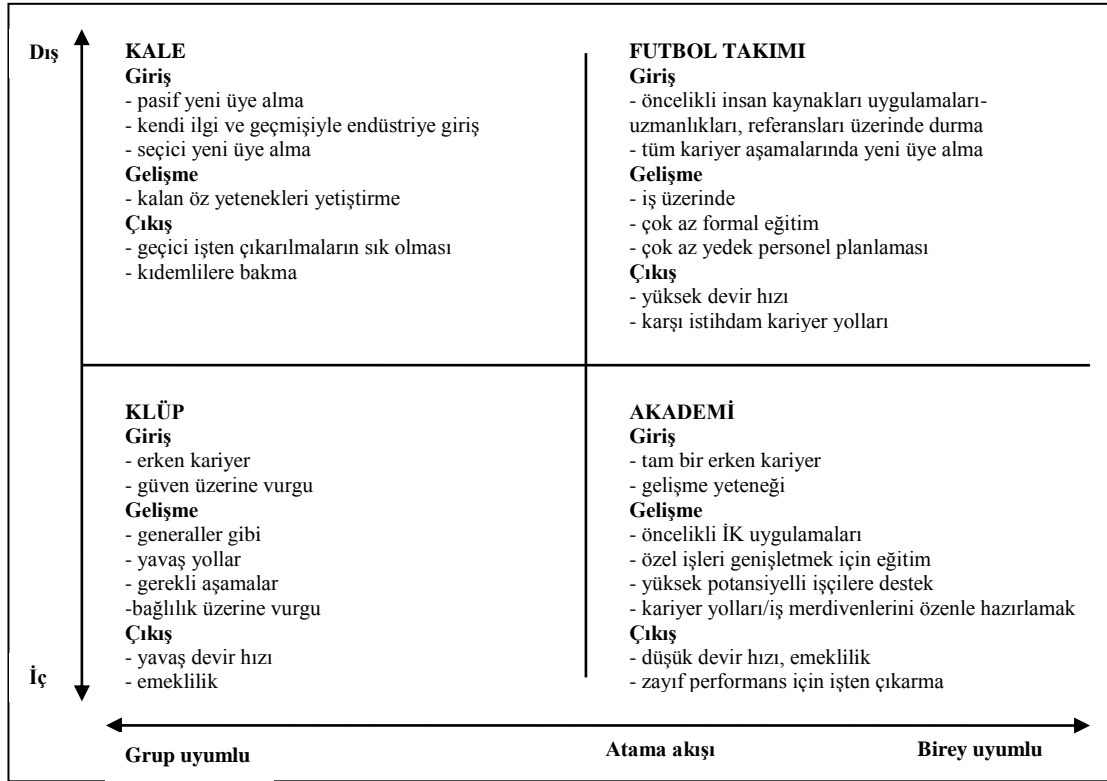 Dış
KALE
Giriş
- pasif yeni üye alma
- kendi ilgi ve geçmişiyle endüstriye giriş
- seçici yeni üye alma
Gelişme
- kalan öz yetenekleri yetiştirme
Çıkış
- geçici işten çıkarılmaların sık olması
- kıdemlilere bakma
FUTBOL TAKIMI
Giriş
- öncelikli insan kaynakları uygulamaları-
uzmanlıkları, referansları üzerinde durma
- tüm kariyer aşamalarında yeni üye alma
Gelişme
- iş üzerinde
- çok az formal eğitim
- çok az yedek personel planlaması
Çıkış
- yüksek devir hızı
- karşı istihdam kariyer yolları
KLÜP
Giriş
- erken kariyer
- güven üzerine vurgu
Gelişme
- generaller gibi
- yavaş yollar
- gerekli aşamalar
-bağlılık üzerine vurgu
Çıkış
- yavaş devir hızı
- emeklilik
AKADEMİ
Giriş
- tam bir erken kariyer
- gelişme yeteneği
Gelişme
- öncelikli İK uygulamaları
- özel işleri genişletmek için eğitim
- yüksek potansiyelli işçilere destek
- kariyer yolları/iş merdivenlerini özenle hazırlamak
Çıkış
- düşük devir hızı, emeklilik
- zayıf performans için işten çıkarma
İç
Grup uyumlu
Atama akışı
Birey uyumlu